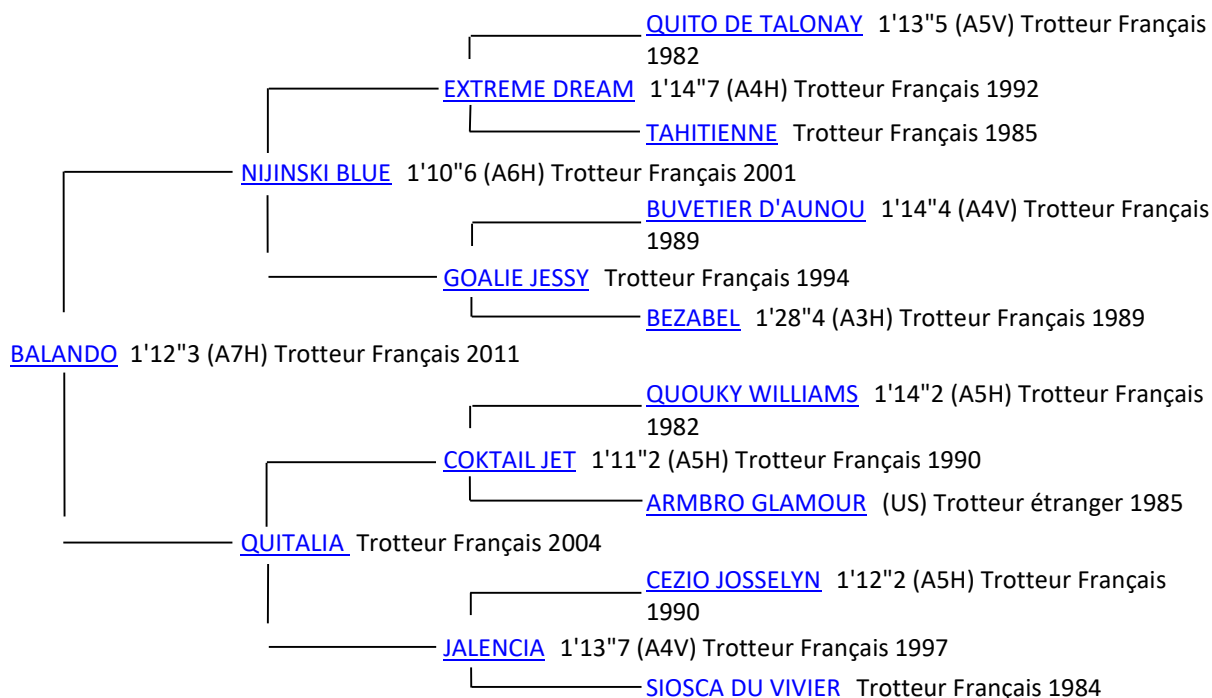 QUITO DE TALONAY 1'13"5 (A5V) Trotteur Français
1982
EXTREME DREAM 1'14"7 (A4H) Trotteur Français 1992
TAHITIENNE Trotteur Français 1985
NIJINSKI BLUE 1'10"6 (A6H) Trotteur Français 2001
BUVETIER D'AUNOU 1'14"4 (A4V) Trotteur Français
1989
GOALIE JESSY Trotteur Français 1994
BEZABEL 1'28"4 (A3H) Trotteur Français 1989
BALANDO 1'12"3 (A7H) Trotteur Français 2011
QUOUKY WILLIAMS 1'14"2 (A5H) Trotteur Français
1982
COKTAIL JET 1'11"2 (A5H) Trotteur Français 1990
ARMBRO GLAMOUR (US) Trotteur étranger 1985
QUITALIA Trotteur Français 2004
CEZIO JOSSELYN 1'12"2 (A5H) Trotteur Français
1990
JALENCIA 1'13"7 (A4V) Trotteur Français 1997
SIOSCA DU VIVIER Trotteur Français 1984